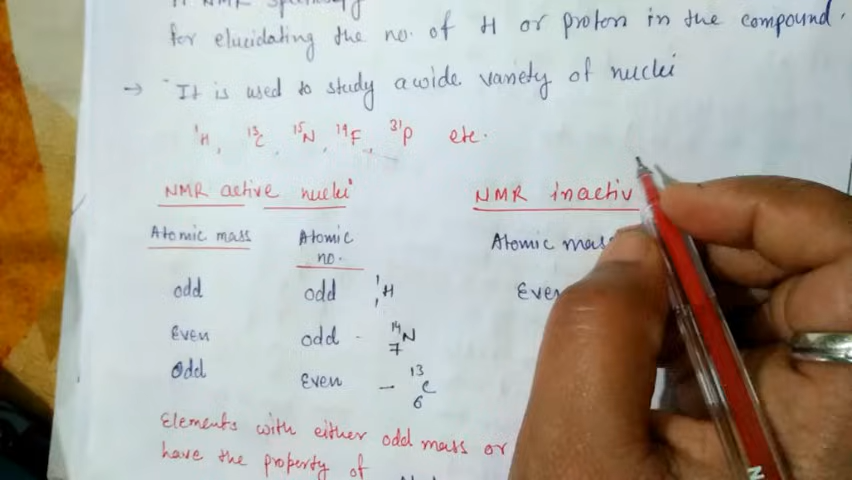 for elucidating the no. of H or proton in the compound.
→ It is used to study a wide variety of nuclei
¹H, ¹³C, ¹⁵N, ¹⁹F, ³¹P etc.
NMR active nuclei NMR inactiv
Atomic mass Atomic no. Atomic mass
odd odd ¹₁H Even
Even odd - ¹⁴₇N
Odd Even - ¹³₆C
Elements with either odd mass or
have the property of